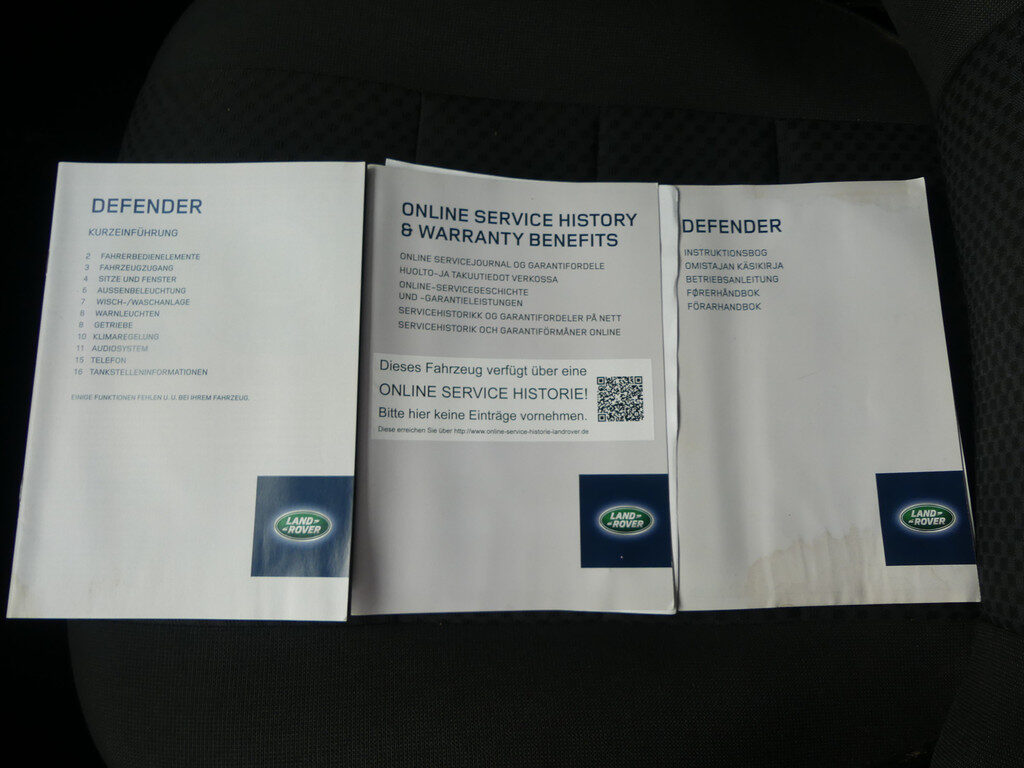 DEFENDER
KURZEINFÜHRUNG
2 FAHRERBEDIENELEMENTE
3 FAHRZEUGZUGANG
4 SITZE UND FENSTER
6 AUSSENBELEUCHTUNG
7 WISCH-/WASCHANLAGE
8 WARNLEUCHTEN
8 GETRIEBE
10 KLIMAREGELUNG
11 AUDIOSYSTEM
15 TELEFON
16 TANKSTELLENINFORMATIONEN
EINIGE FUNKTIONEN FEHLEN U. U. BEI IHREM FAHRZEUG.
LAND
ROVER
ONLINE SERVICE HISTORY
& WARRANTY BENEFITS
ONLINE SERVICEJOURNAL OG GARANTIFORDELE
HUOLTO-JA TAKUUTIEDOT VERKOSSA
ONLINE-SERVICEGESCHICHTE
UND -GARANTIELEISTUNGEN
SERVICEHISTORIKK OG GARANTIFORDELER PÅ NETT
SERVICEHISTORIK OCH GARANTIFÖRMÅNER ONLINE
Dieses Fahrzeug verfügt über eine
ONLINE SERVICE HISTORIE!
Bitte hier keine Einträge vornehmen.
Diese erreichen Sie über http://www.online-service-historie-landrover.de
LAND
ROVER
DEFENDER
INSTRUKTIONSBOG
OMISTAJAN KÄSIKIRJA
BETRIEBSANLEITUNG
FØRERHÅNDBOK
FÖRARHANDBOK
LAND
ROVER